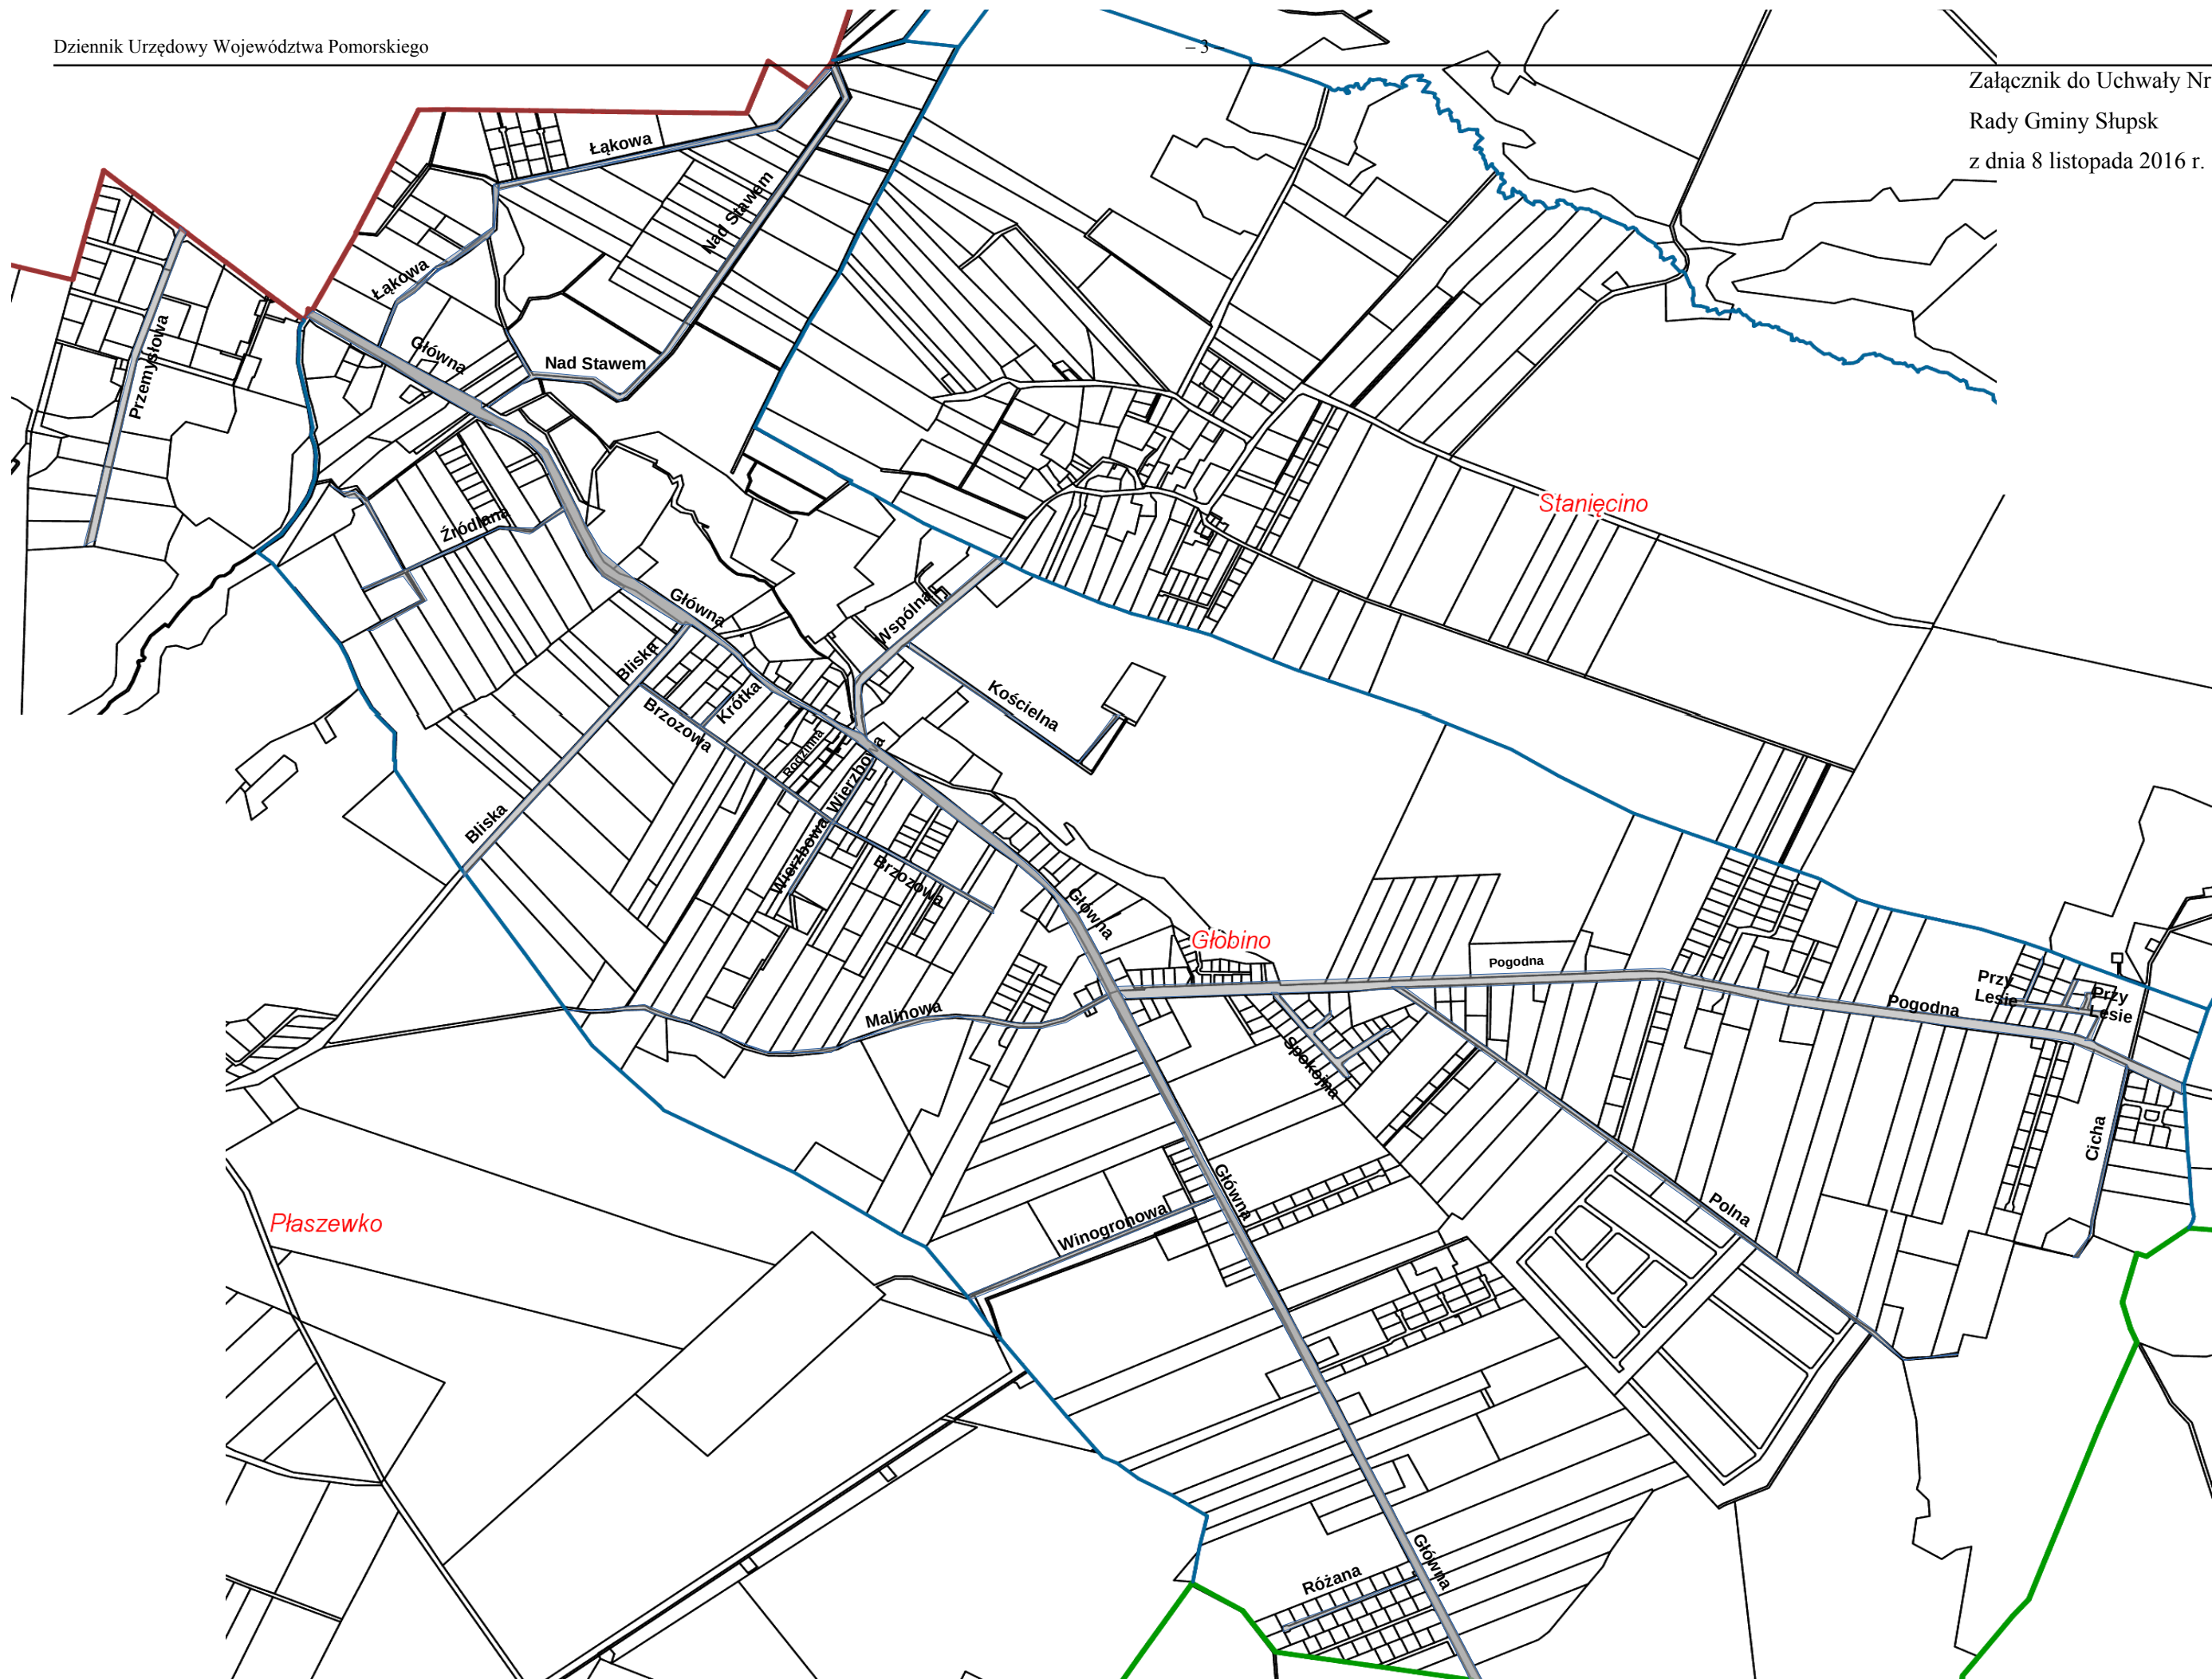 Dziennik Urzędowy Województwa Pomorskiego
– 3 –
Załącznik do Uchwały Nr
Rady Gminy Słupsk
z dnia 8 listopada 2016 r.
Łąkowa
Nad Stawem
Łąkowa
Przemysłowa
Główna
Nad Stawem
Stanięcino
Źródlana
Główna
Wspólna
Bliska
Krótka
Kościelna
Brzozowa
Rodzinna
Wierzbowa
Bliska
Wierzbowa
Brzozowa
Główna
Głobino
Pogodna
Przy
Lesie
Przy
Lesie
Pogodna
Malinowa
Spokojna
Cicha
Główna
Polna
Winogronowa
Płaszewko
Główna
Różana